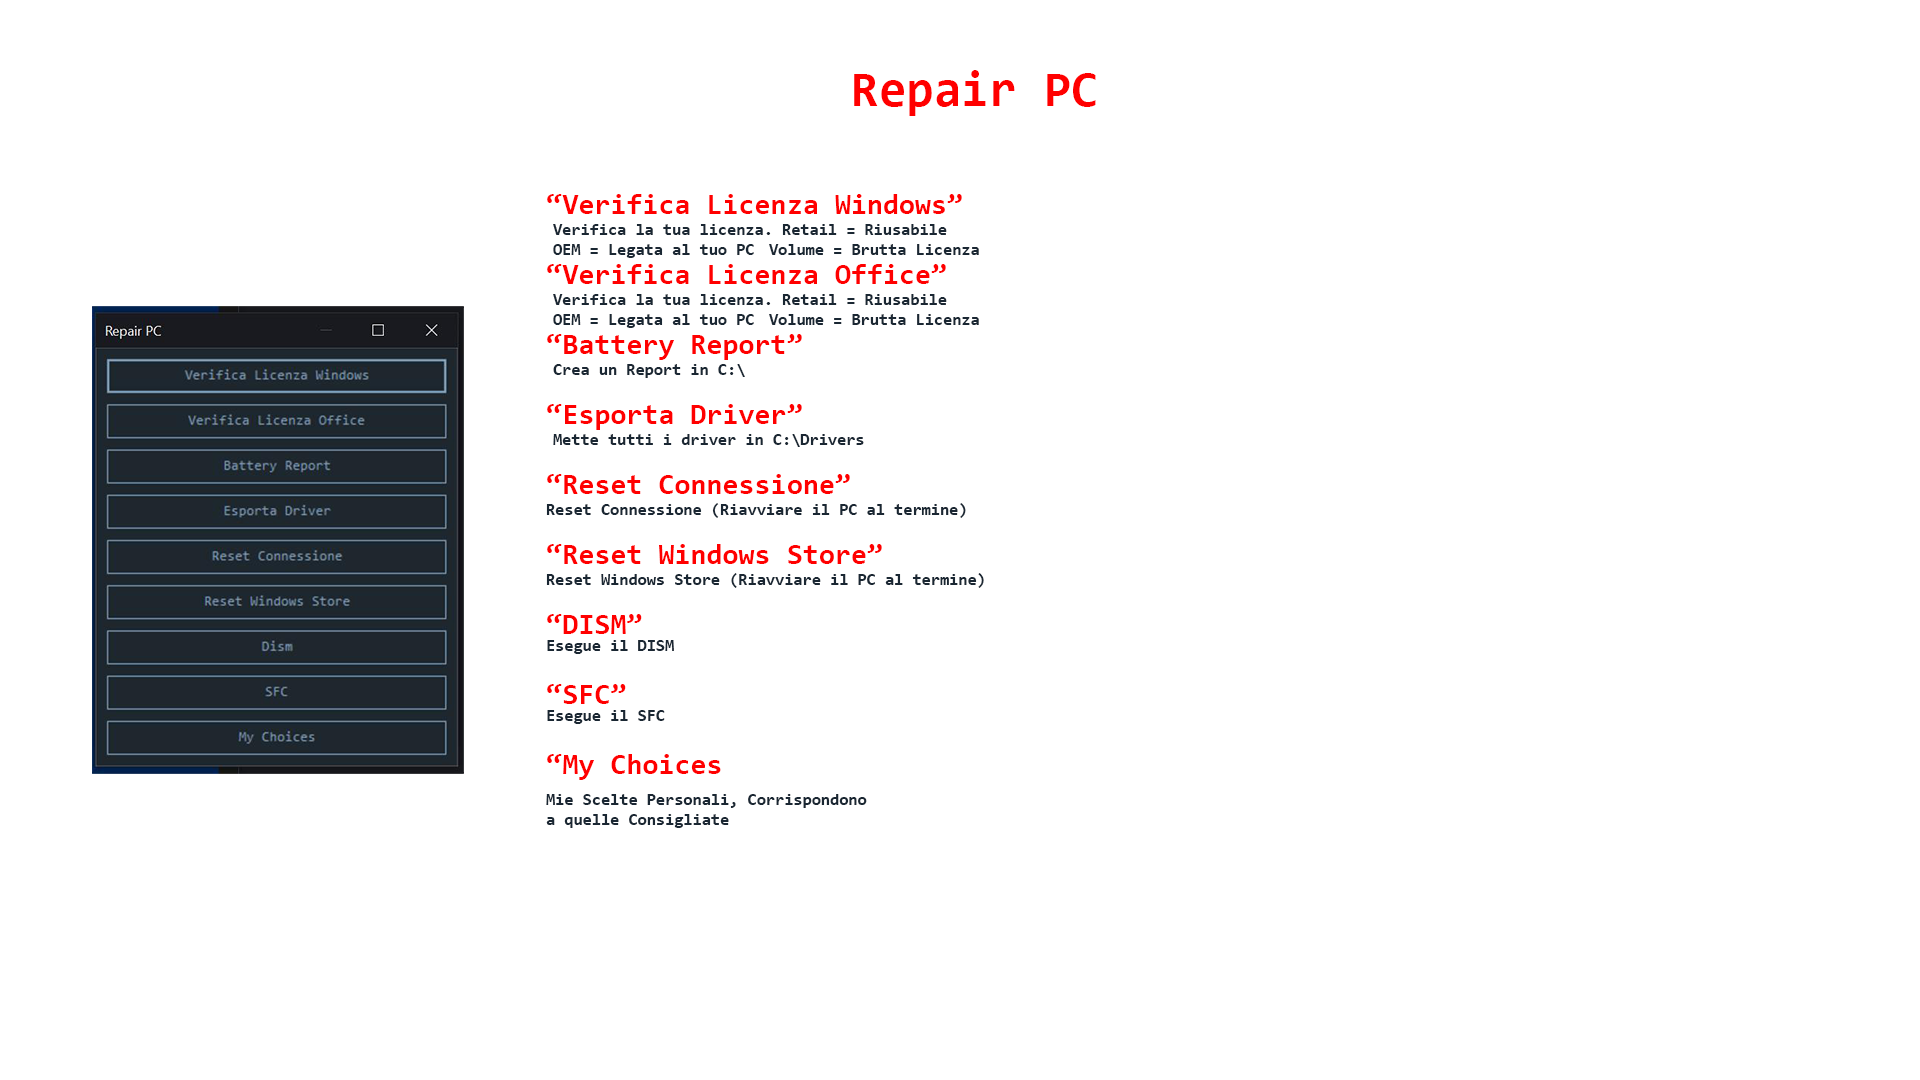 Repair PC
Repair PC
Verifica Licenza Windows
Verifica Licenza Office
Battery Report
Esporta Driver
Reset Connessione
Reset Windows Store
Dism
SFC
My Choices
“Verifica Licenza Windows”
Verifica la tua licenza. Retail = Riusabile
OEM = Legata al tuo PC Volume = Brutta Licenza
“Verifica Licenza Office”
Verifica la tua licenza. Retail = Riusabile
OEM = Legata al tuo PC Volume = Brutta Licenza
“Battery Report”
Crea un Report in C:\
“Esporta Driver”
Mette tutti i driver in C:\Drivers
“Reset Connessione”
Reset Connessione (Riavviare il PC al termine)
“Reset Windows Store”
Reset Windows Store (Riavviare il PC al termine)
“DISM”
Esegue il DISM
“SFC”
Esegue il SFC
“My Choices
Mie Scelte Personali, Corrispondono
a quelle Consigliate